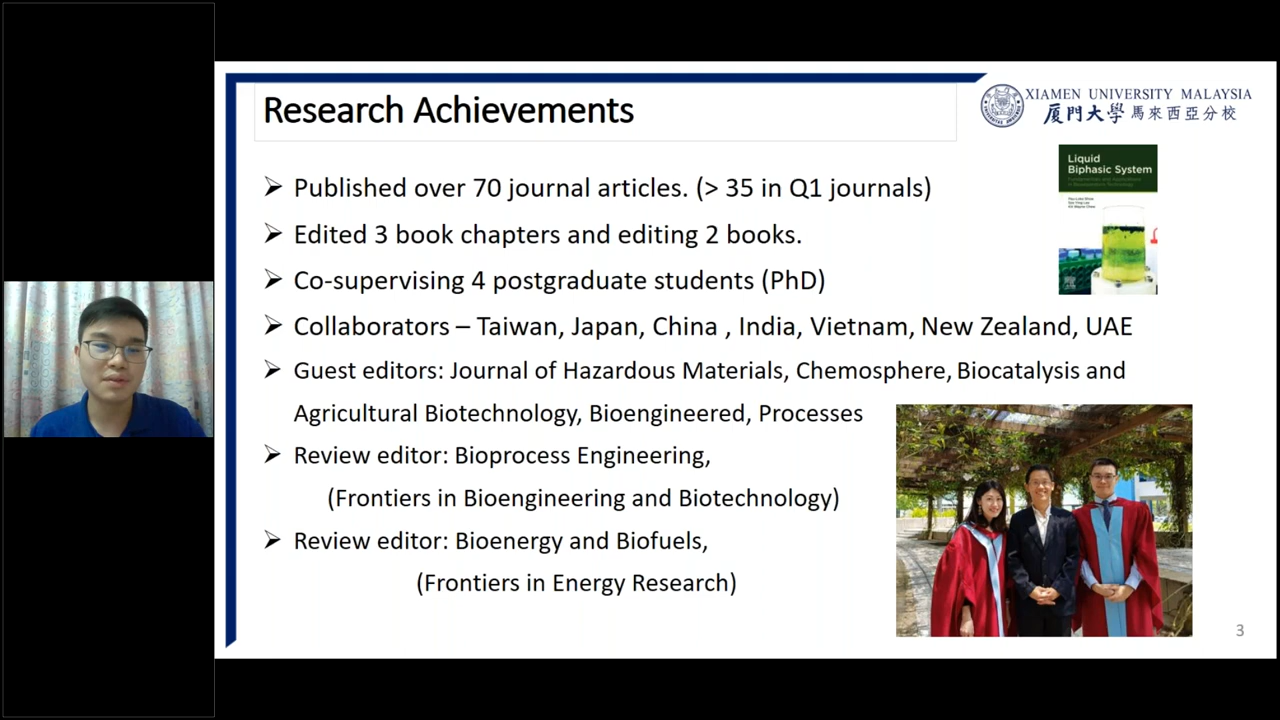 Research Achievements
XIAMEN UNIVERSITY MALAYSIA
厦門大學 馬來西亞分校
Liquid
Biphasic System
➢ Published over 70 journal articles. (> 35 in Q1 journals)
➢ Edited 3 book chapters and editing 2 books.
➢ Co-supervising 4 postgraduate students (PhD)
➢ Collaborators – Taiwan, Japan, China , India, Vietnam, New Zealand, UAE
➢ Guest editors: Journal of Hazardous Materials, Chemosphere, Biocatalysis and
Agricultural Biotechnology, Bioengineered, Processes
➢ Review editor: Bioprocess Engineering,
(Frontiers in Bioengineering and Biotechnology)
➢ Review editor: Bioenergy and Biofuels,
(Frontiers in Energy Research)
3